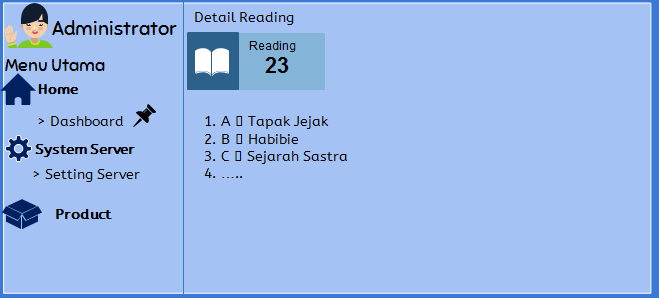 Administrator
Menu Utama
Home
> Dashboard
System Server
> Setting Server
Product
Detail Reading
Reading
23
1. A ▯ Tapak Jejak
2. B ▯ Habibie
3. C ▯ Sejarah Sastra
4. …..